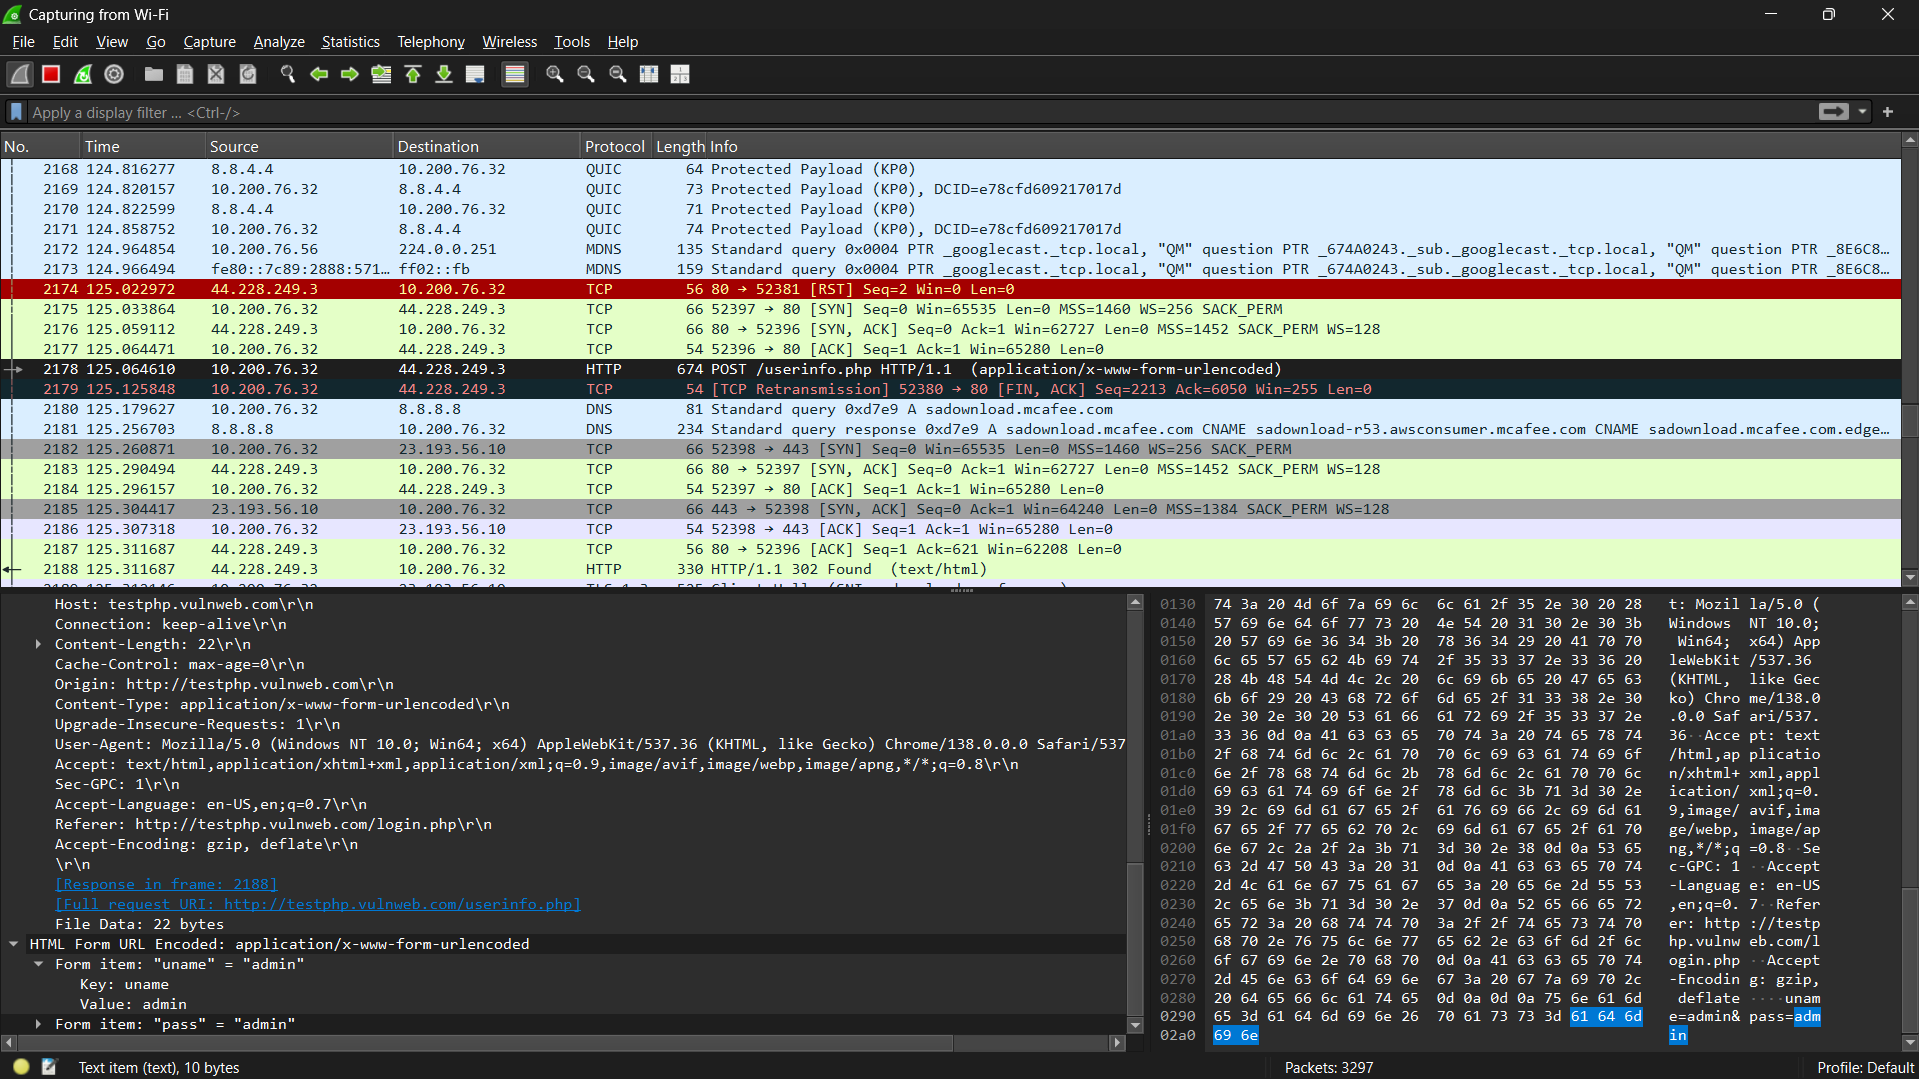 Capturing from Wi-Fi
File Edit View Go Capture Analyze Statistics Telephony Wireless Tools Help
Apply a display filter ... <Ctrl-/>
No. Time Source Destination Protocol Length Info
2168 124.816277 8.8.4.4 10.200.76.32 QUIC 64 Protected Payload (KP0)
2169 124.820157 10.200.76.32 8.8.4.4 QUIC 73 Protected Payload (KP0), DCID=e78cfd609217017d
2170 124.822599 8.8.4.4 10.200.76.32 QUIC 71 Protected Payload (KP0)
2171 124.858752 10.200.76.32 8.8.4.4 QUIC 74 Protected Payload (KP0), DCID=e78cfd609217017d
2172 124.964854 10.200.76.56 224.0.0.251 MDNS 135 Standard query 0x0004 PTR _googlecast._tcp.local, "QM" question PTR _674A0243._sub._googlecast._tcp.local, "QM" question PTR _8E6C8…
2173 124.966494 fe80::7c89:2888:571… ff02::fb MDNS 159 Standard query 0x0004 PTR _googlecast._tcp.local, "QM" question PTR _674A0243._sub._googlecast._tcp.local, "QM" question PTR _8E6C8…
2174 125.022972 44.228.249.3 10.200.76.32 TCP 56 80 → 52381 [RST] Seq=2 Win=0 Len=0
2175 125.033864 10.200.76.32 44.228.249.3 TCP 66 52397 → 80 [SYN] Seq=0 Win=65535 Len=0 MSS=1460 WS=256 SACK_PERM
2176 125.059112 44.228.249.3 10.200.76.32 TCP 66 80 → 52396 [SYN, ACK] Seq=0 Ack=1 Win=62727 Len=0 MSS=1452 SACK_PERM WS=128
2177 125.064471 10.200.76.32 44.228.249.3 TCP 54 52396 → 80 [ACK] Seq=1 Ack=1 Win=65280 Len=0
2178 125.064610 10.200.76.32 44.228.249.3 HTTP 674 POST /userinfo.php HTTP/1.1  (application/x-www-form-urlencoded)
2179 125.125848 10.200.76.32 44.228.249.3 TCP 54 [TCP Retransmission] 52380 → 80 [FIN, ACK] Seq=2213 Ack=6050 Win=255 Len=0
2180 125.179627 10.200.76.32 8.8.8.8 DNS 81 Standard query 0xd7e9 A sadownload.mcafee.com
2181 125.256703 8.8.8.8 10.200.76.32 DNS 234 Standard query response 0xd7e9 A sadownload.mcafee.com CNAME sadownload-r53.awsconsumer.mcafee.com CNAME sadownload.mcafee.com.edge…
2182 125.260871 10.200.76.32 23.193.56.10 TCP 66 52398 → 443 [SYN] Seq=0 Win=65535 Len=0 MSS=1460 WS=256 SACK_PERM
2183 125.290494 44.228.249.3 10.200.76.32 TCP 66 80 → 52397 [SYN, ACK] Seq=0 Ack=1 Win=62727 Len=0 MSS=1452 SACK_PERM WS=128
2184 125.296157 10.200.76.32 44.228.249.3 TCP 54 52397 → 80 [ACK] Seq=1 Ack=1 Win=65280 Len=0
2185 125.304417 23.193.56.10 10.200.76.32 TCP 66 443 → 52398 [SYN, ACK] Seq=0 Ack=1 Win=64240 Len=0 MSS=1384 SACK_PERM WS=128
2186 125.307318 10.200.76.32 23.193.56.10 TCP 54 52398 → 443 [ACK] Seq=1 Ack=1 Win=65280 Len=0
2187 125.311687 44.228.249.3 10.200.76.32 TCP 56 80 → 52396 [ACK] Seq=1 Ack=621 Win=62208 Len=0
2188 125.311687 44.228.249.3 10.200.76.32 HTTP 330 HTTP/1.1 302 Found  (text/html)
Host: testphp.vulnweb.com\r\n
Connection: keep-alive\r\n
Content-Length: 22\r\n
Cache-Control: max-age=0\r\n
Origin: http://testphp.vulnweb.com\r\n
Content-Type: application/x-www-form-urlencoded\r\n
Upgrade-Insecure-Requests: 1\r\n
User-Agent: Mozilla/5.0 (Windows NT 10.0; Win64; x64) AppleWebKit/537.36 (KHTML, like Gecko) Chrome/138.0.0.0 Safari/537
Accept: text/html,application/xhtml+xml,application/xml;q=0.9,image/avif,image/webp,image/apng,*/*;q=0.8\r\n
Sec-GPC: 1\r\n
Accept-Language: en-US,en;q=0.7\r\n
Referer: http://testphp.vulnweb.com/login.php\r\n
Accept-Encoding: gzip, deflate\r\n
\r\n
[Response in frame: 2188]
[Full request URI: http://testphp.vulnweb.com/userinfo.php]
File Data: 22 bytes
HTML Form URL Encoded: application/x-www-form-urlencoded
Form item: "uname" = "admin"
Key: uname
Value: admin
Form item: "pass" = "admin"
0130 74 3a 20 4d 6f 7a 69 6c 6c 61 2f 35 2e 30 20 28 t: Mozil la/5.0 (
0140 57 69 6e 64 6f 77 73 20 4e 54 20 31 30 2e 30 3b Windows  NT 10.0;
0150 20 57 69 6e 36 34 3b 20 78 36 34 29 20 41 70 70 Win64;  x64) App
0160 6c 65 57 65 62 4b 69 74 2f 35 33 37 2e 33 36 20 leWebKit /537.36
0170 28 4b 48 54 4d 4c 2c 20 6c 69 6b 65 20 47 65 63 (KHTML,  like Gec
0180 6b 6f 29 20 43 68 72 6f 6d 65 2f 31 33 38 2e 30 ko) Chro me/138.0
0190 2e 30 2e 30 20 53 61 66 61 72 69 2f 35 33 37 2e .0.0 Saf ari/537.
01a0 33 36 0d 0a 41 63 63 65 70 74 3a 20 74 65 78 74 36··Acce pt: text
01b0 2f 68 74 6d 6c 2c 61 70 70 6c 69 63 61 74 69 6f /html,ap plicatio
01c0 6e 2f 78 68 74 6d 6c 2b 78 6d 6c 2c 61 70 70 6c n/xhtml+ xml,appl
01d0 69 63 61 74 69 6f 6e 2f 78 6d 6c 3b 71 3d 30 2e ication/ xml;q=0.
01e0 39 2c 69 6d 61 67 65 2f 61 76 69 66 2c 69 6d 61 9,image/ avif,ima
01f0 67 65 2f 77 65 62 70 2c 69 6d 61 67 65 2f 61 70 ge/webp, image/ap
0200 6e 67 2c 2a 2f 2a 3b 71 3d 30 2e 38 0d 0a 53 65 ng,*/*;q =0.8··Se
0210 63 2d 47 50 43 3a 20 31 0d 0a 41 63 63 65 70 74 c-GPC: 1 ··Accept
0220 2d 4c 61 6e 67 75 61 67 65 3a 20 65 6e 2d 55 53 -Languag e: en-US
0230 2c 65 6e 3b 71 3d 30 2e 37 0d 0a 52 65 66 65 72 ,en;q=0. 7··Refer
0240 65 72 3a 20 68 74 74 70 3a 2f 2f 74 65 73 74 70 er: http ://testp
0250 68 70 2e 76 75 6c 6e 77 65 62 2e 63 6f 6d 2f 6c hp.vulnw eb.com/l
0260 6f 67 69 6e 2e 70 68 70 0d 0a 41 63 63 65 70 74 ogin.php ··Accept
0270 2d 45 6e 63 6f 64 69 6e 67 3a 20 67 7a 69 70 2c -Encodin g: gzip,
0280 20 64 65 66 6c 61 74 65 0d 0a 0d 0a 75 6e 61 6d deflate ····unam
0290 65 3d 61 64 6d 69 6e 26 70 61 73 73 3d 61 64 6d e=admin& pass=adm
02a0 69 6e in
Text item (text), 10 bytes
Packets: 3297
Profile: Default